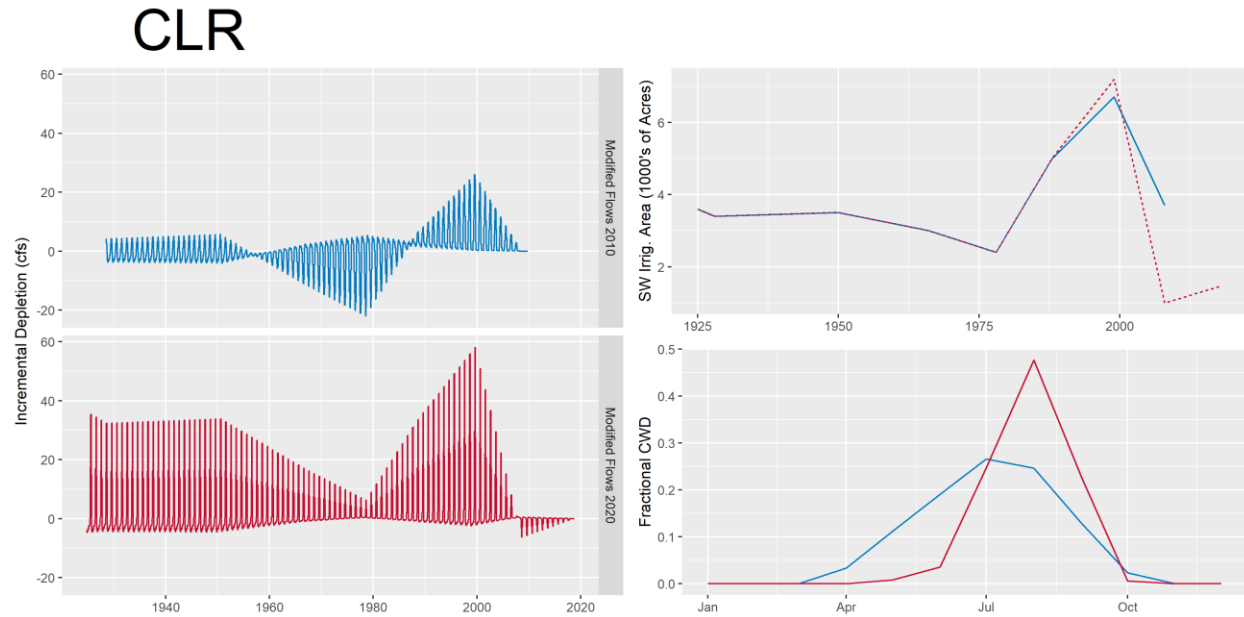 CLR
Incremental Depletion (cfs)
60
40
20
0
-20
Modified Flows 2010
60
40
20
0
-20
Modified Flows 2020
1940 1960 1980 2000 2020
SW Irrig. Area (1000's of Acres)
6
4
2
1925 1950 1975 2000
Fractional CWD
0.5
0.4
0.3
0.2
0.1
0.0
Jan Apr Jul Oct